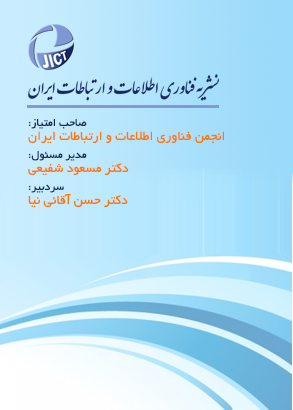 JICT
نشریه فناوری اطلاعات و ارتباطات ایران
صاحب امتیاز:
انجمن فناوری اطلاعات و ارتباطات ایران
مدیر مسئول:
دکتر مسعود شفیعی
سردبیر:
دکتر حسن آقائی نیا